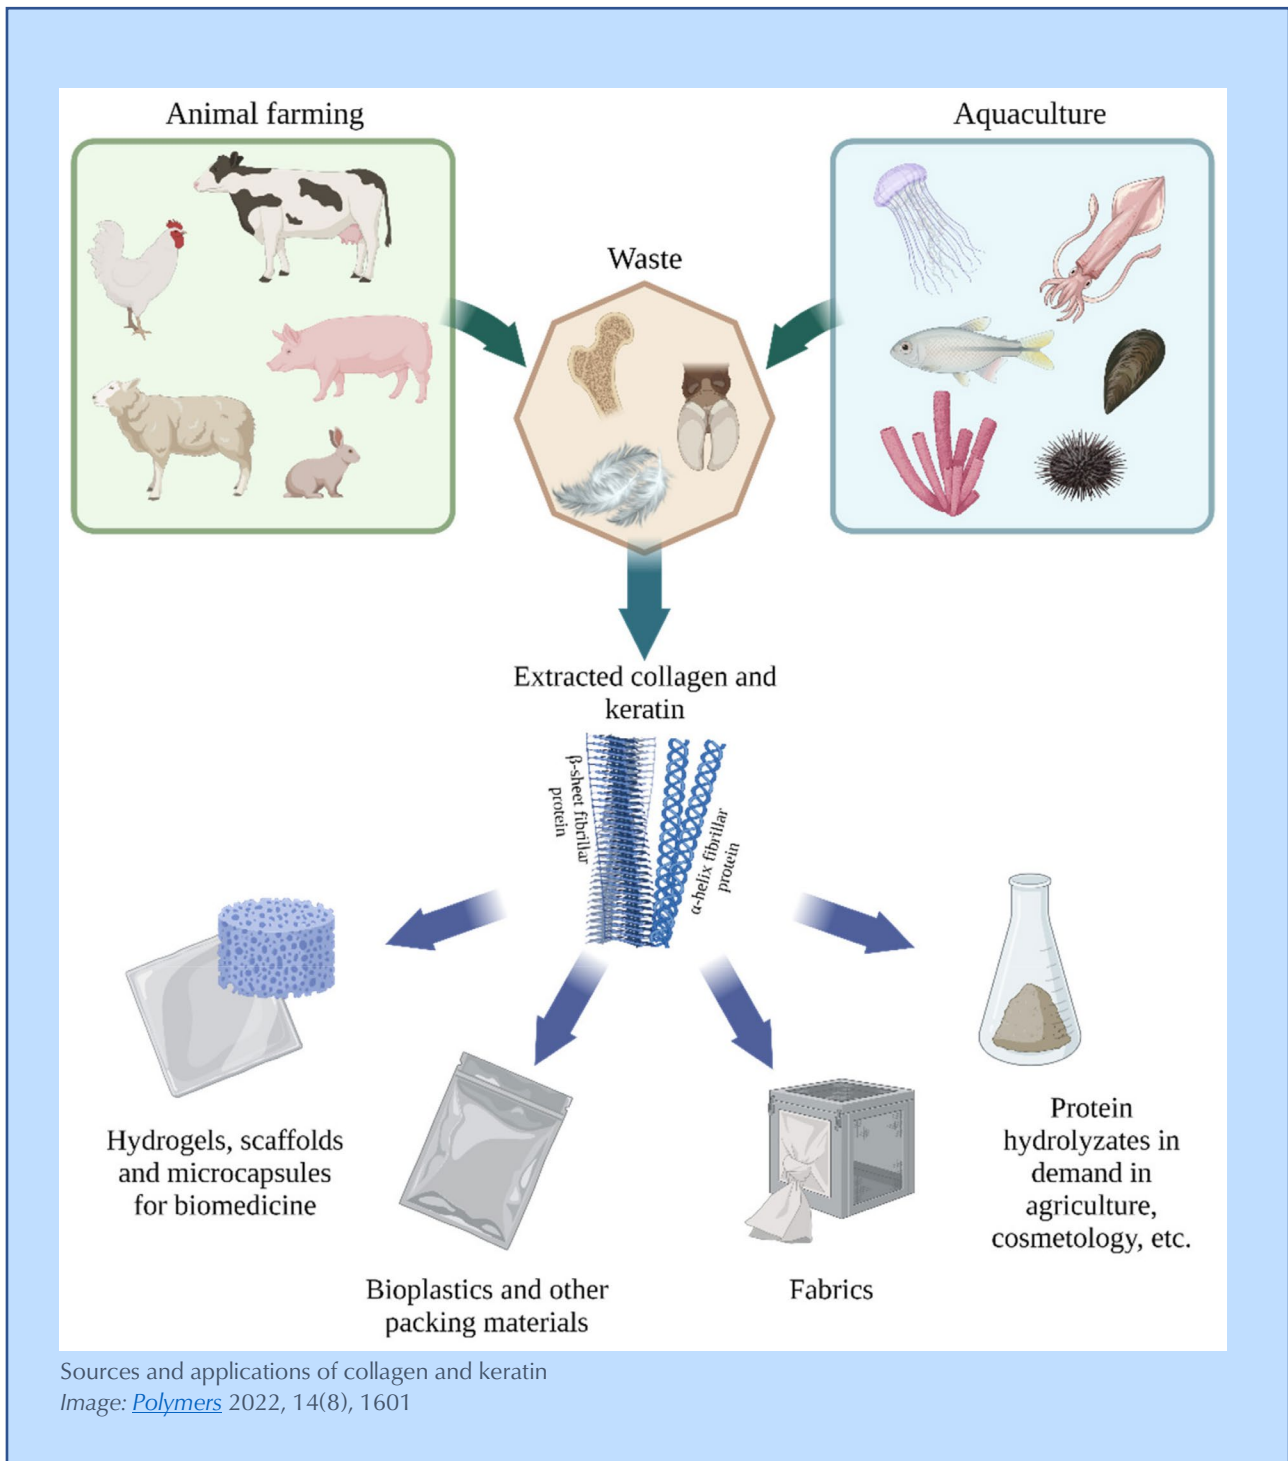 Animal farming
Aquaculture
Waste
Extracted collagen and
keratin
β-sheet fibrillar
protein
α-helix fibrillar
protein
Hydrogels, scaffolds
and microcapsules
for biomedicine
Bioplastics and other
packing materials
Fabrics
Protein
hydrolyzates in
demand in
agriculture,
cosmetology, etc.
Sources and applications of collagen and keratin
Image: Polymers 2022, 14(8), 1601